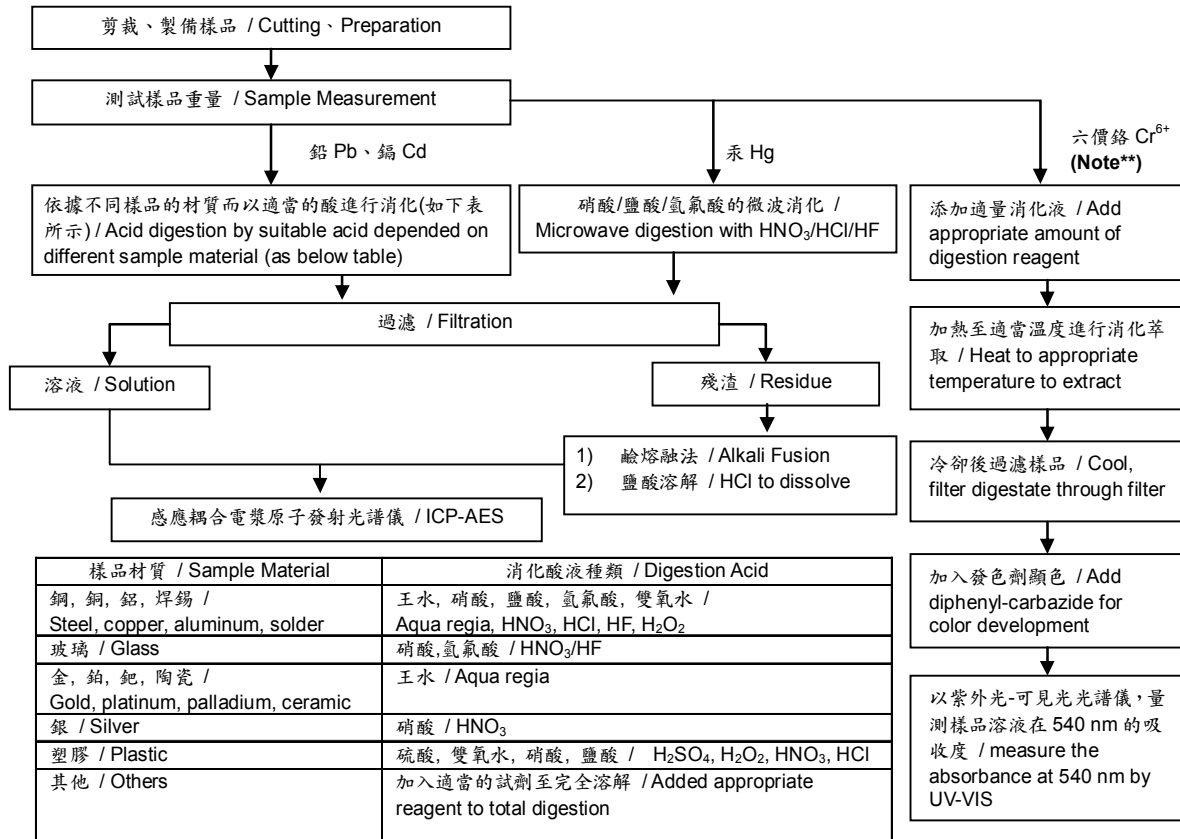 剪裁、製備樣品 / Cutting、Preparation
測試樣品重量 / Sample Measurement
鉛 Pb、鎘 Cd
汞 Hg
六價鉻 Cr6+
(Note**)
依據不同樣品的材質而以適當的酸進行消化(如下表
所示) / Acid digestion by suitable acid depended on
different sample material (as below table)
硝酸/鹽酸/氫氟酸的微波消化 /
Microwave digestion with HNO3/HCl/HF
添加適量消化液 / Add
appropriate amount of
digestion reagent
過濾 / Filtration
加熱至適當溫度進行消化萃
取 / Heat to appropriate
temperature to extract
溶液 / Solution
殘渣 / Residue
1) 鹼熔融法 / Alkali Fusion
2) 鹽酸溶解 / HCl to dissolve
冷卻後過濾樣品 / Cool,
filter digestate through filter
感應耦合電漿原子發射光譜儀 / ICP-AES
加入發色劑顯色 / Add
diphenyl-carbazide for
color development
以紫外光-可見光光譜儀，量
測樣品溶液在 540 nm 的吸
收度 / measure the
absorbance at 540 nm by
UV-VIS
樣品材質 / Sample Material
消化酸液種類 / Digestion Acid
鋼, 銅, 鋁, 焊錫 /
Steel, copper, aluminum, solder
王水, 硝酸, 鹽酸, 氫氟酸, 雙氧水 /
Aqua regia, HNO3, HCl, HF, H2O2
玻璃 / Glass
硝酸,氫氟酸 / HNO3/HF
金, 鉑, 鈀, 陶瓷 /
Gold, platinum, palladium, ceramic
王水 / Aqua regia
銀 / Silver
硝酸 / HNO3
塑膠 / Plastic
硫酸, 雙氧水, 硝酸, 鹽酸 / H2SO4, H2O2, HNO3, HCl
其他 / Others
加入適當的試劑至完全溶解 / Added appropriate
reagent to total digestion